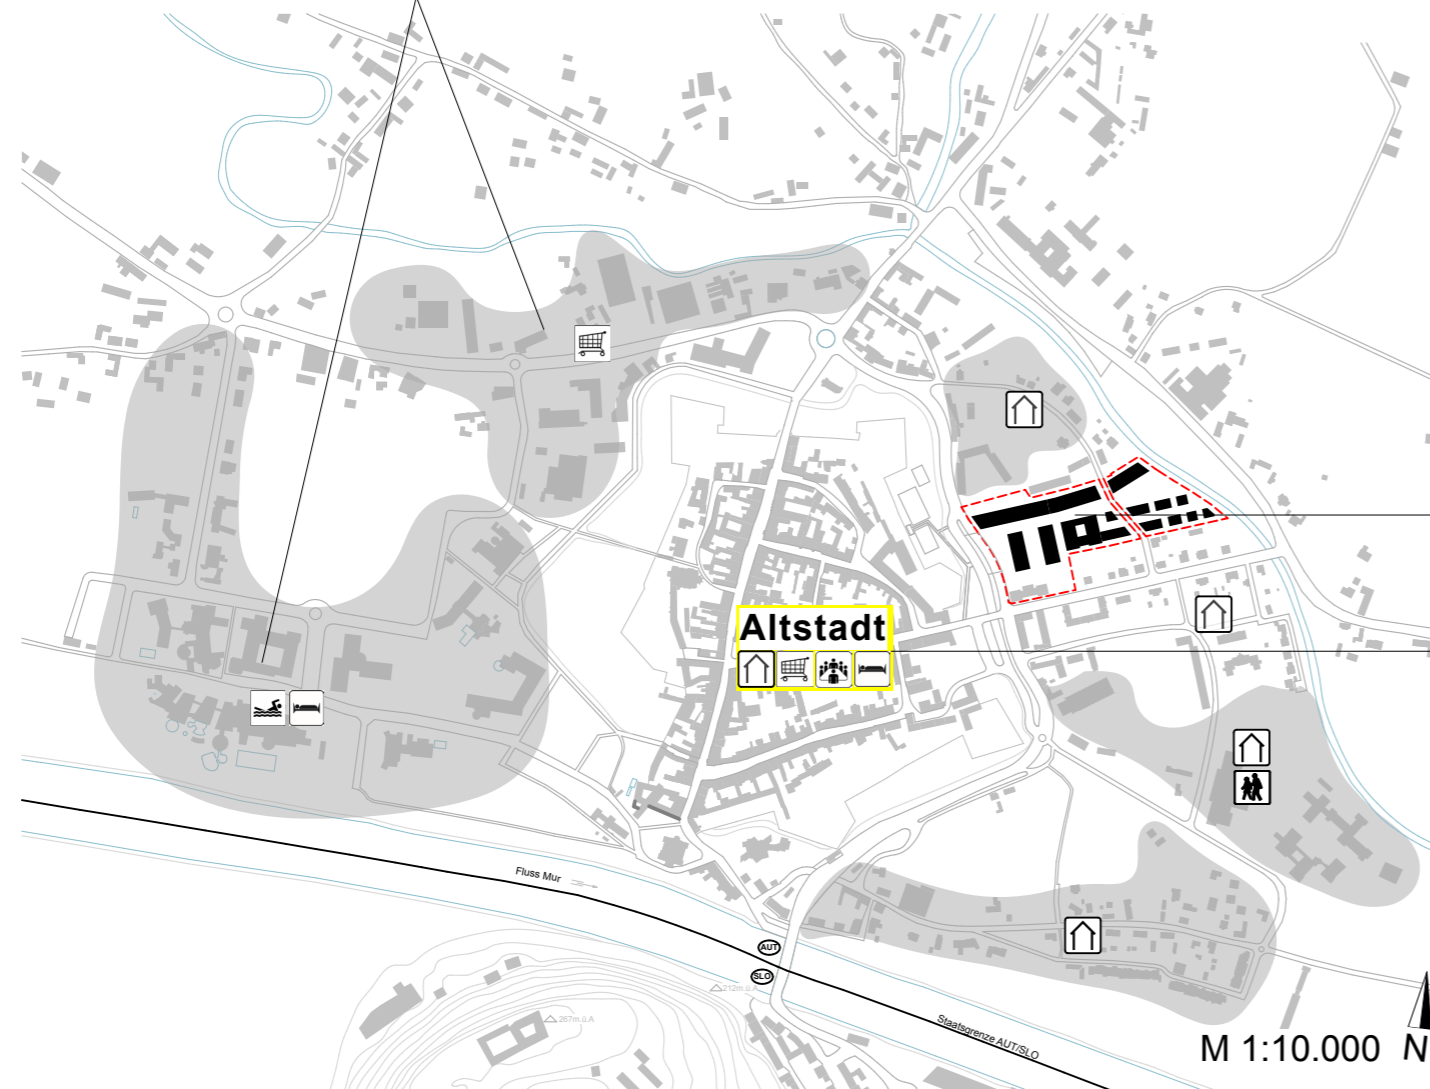 Altstadt
Fluss Mur
AUT
SLO
212m.ü.A
267m.ü.A
Staatsgrenze AUT/SLO
M 1:10.000 N